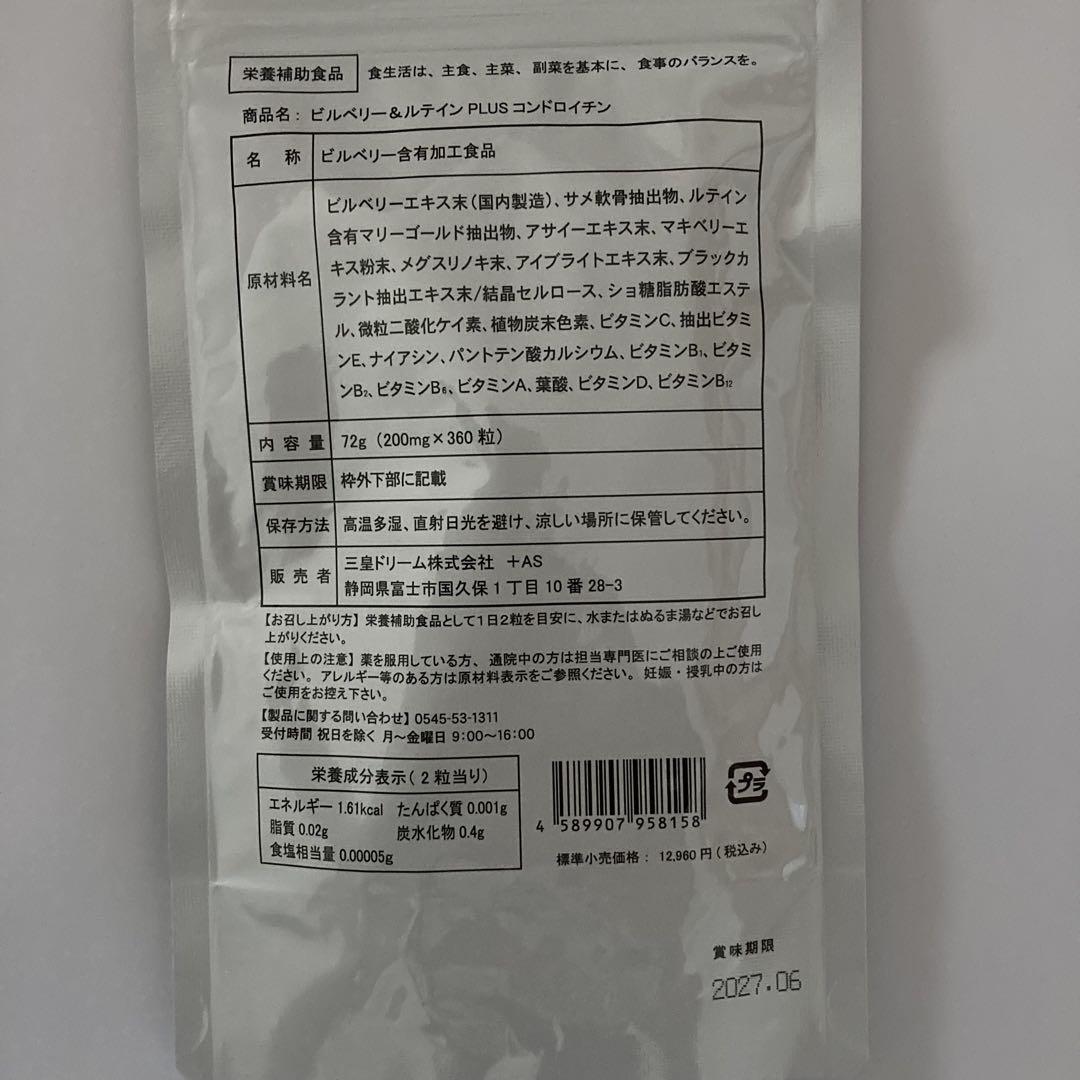 栄養補助食品 食生活は、主食、主菜、副菜を基本に、食事のバランスを。
商品名：ビルベリー＆ルテイン PLUS コンドロイチン
名 称 ビルベリー含有加工食品
原材料名
ビルベリーエキス末(国内製造)、サメ軟骨抽出物、ルテイン
含有マリーゴールド抽出物、アサイーエキス末、マキベリーエ
キス粉末、メグスリノキ末、アイブライトエキス末、ブラックカ
ラント抽出エキス末/結晶セルロース、ショ糖脂肪酸エステ
ル、微粒二酸化ケイ素、植物炭末色素、ビタミンC、抽出ビタミ
ンE、ナイアシン、パントテン酸カルシウム、ビタミンB₁、ビタミ
ンB₂、ビタミンB₆、ビタミンA、葉酸、ビタミンD、ビタミンB₁₂
内容量 72g（200mg×360 粒）
賞味期限 枠外下部に記載
保存方法 高温多湿、直射日光を避け、涼しい場所に保管してください。
販売者
三皇ドリーム株式会社 ＋AS
静岡県富士市国久保 1 丁目 10 番 28-3
【お召し上がり方】栄養補助食品として1日2粒を目安に、水またはぬるま湯などでお召し
上がりください。
【使用上の注意】薬を服用している方、通院中の方は担当専門医にご相談の上ご使用
ください。アレルギー等のある方は原材料表示をご参照ください。妊娠・授乳中の方は
ご使用をお控え下さい。
【製品に関する問い合わせ】0545-53-1311
受付時間 祝日を除く 月～金曜日 9：00～16：00
栄養成分表示（2 粒当り）
エネルギー 1.61kcal たんぱく質 0.001g
脂質 0.02g 炭水化物 0.4g
食塩相当量 0.00005g
プラ
4 589907 958158
標準小売価格： 12,960 円（税込み）
賞味期限
2027.06